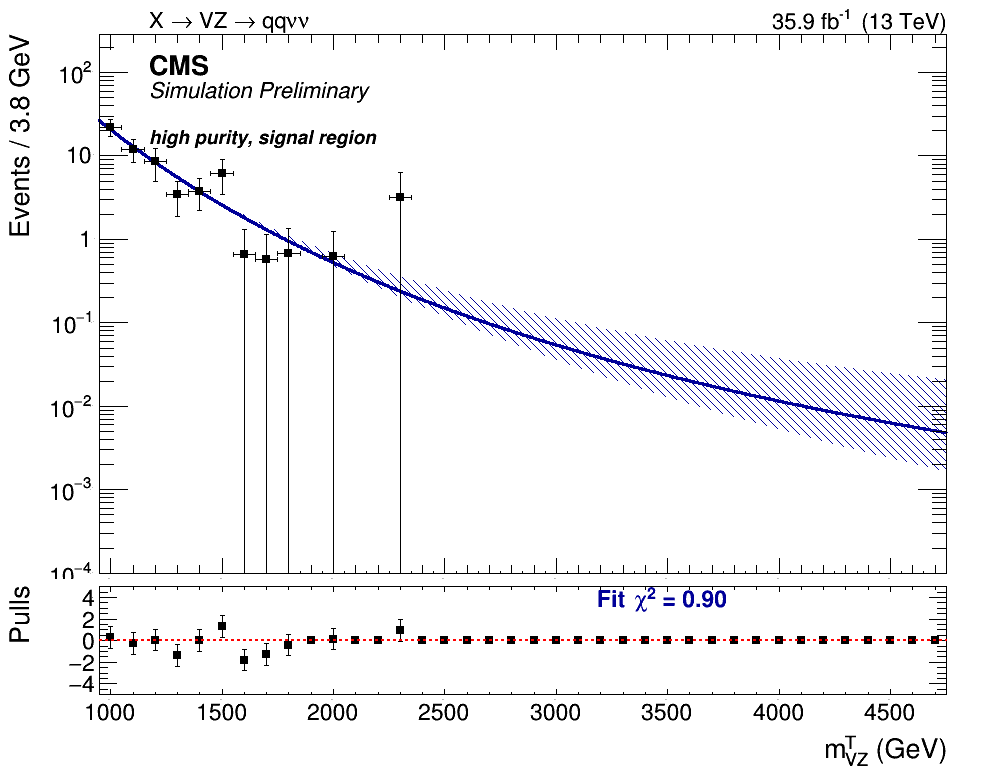 X → VZ → qqνν
35.9 fb⁻¹ (13 TeV)
CMS
Simulation Preliminary
high purity, signal region
Events / 3.8 GeV
10²
10
1
10⁻¹
10⁻²
10⁻³
10⁻⁴
Fit χ² = 0.90
Pulls
4
2
0
−2
−4
1000 1500 2000 2500 3000 3500 4000 4500
m^T_VZ (GeV)